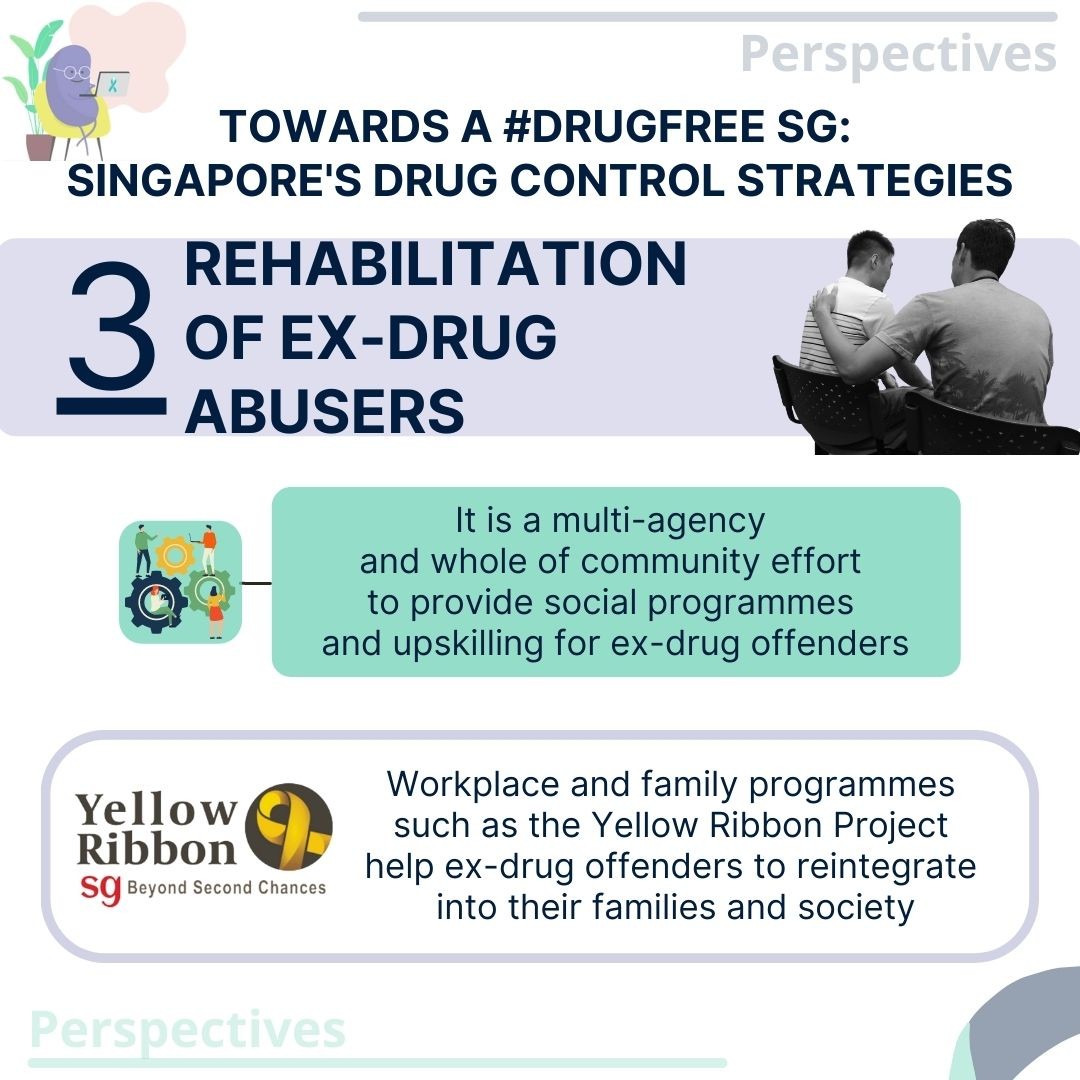 Perspectives
TOWARDS A #DRUGFREE SG:
SINGAPORE'S DRUG CONTROL STRATEGIES
3
REHABILITATION
OF EX-DRUG
ABUSERS
It is a multi-agency
and whole of community effort
to provide social programmes
and upskilling for ex-drug offenders
Yellow
Ribbon
sg Beyond Second Chances
Workplace and family programmes
such as the Yellow Ribbon Project
help ex-drug offenders to reintegrate
into their families and society
Perspectives